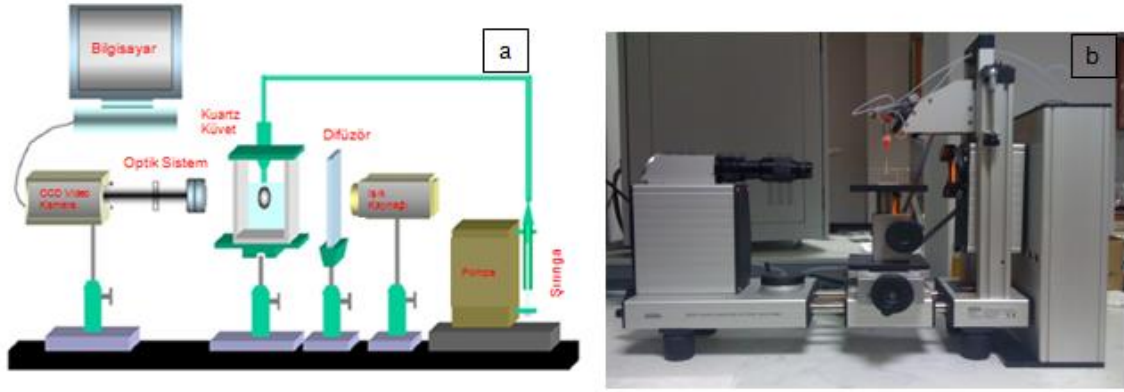 Bilgisayar
a
Kuartz
Küvet
Difüzör
Optik Sistem
CCD Video
Kamera
Işık
Kaynağı
Pompa
Şırınga
b